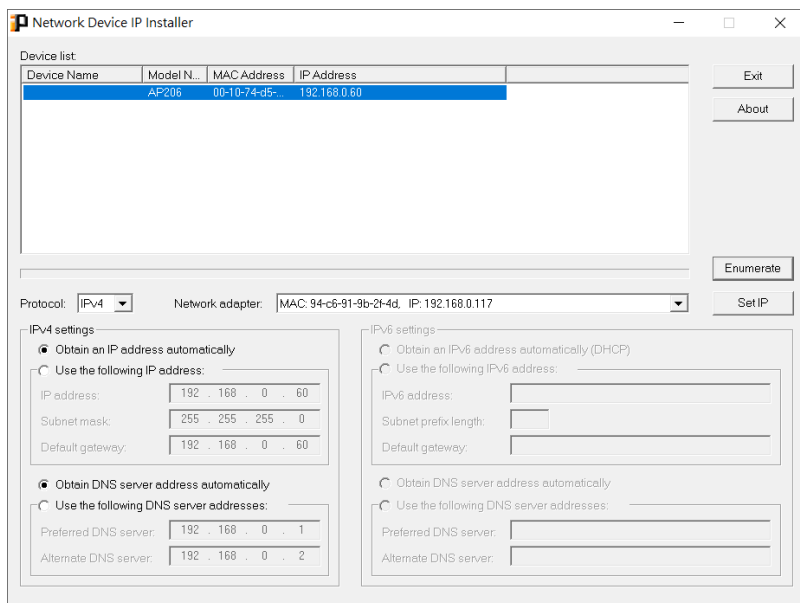 Network Device IP Installer
Device list:
Device Name Model N... MAC Address IP Address
AP206 00-10-74-d5-... 192.168.0.60
Exit
About
Enumerate
Protocol: IPv4 Network adapter: MAC: 94-c6-91-9b-2f-4d, IP: 192.168.0.117
Set IP
IPv4 settings
Obtain an IP address automatically
Use the following IP address:
IP address: 192 . 168 . 0 . 60
Subnet mask: 255 . 255 . 255 . 0
Default gateway: 192 . 168 . 0 . 60
Obtain DNS server address automatically
Use the following DNS server addresses:
Preferred DNS server: 192 . 168 . 0 . 1
Alternate DNS server: 192 . 168 . 0 . 2
IPv6 settings
Obtain an IPv6 address automatically (DHCP)
Use the following IPv6 address:
IPv6 address:
Subnet prefix length:
Default gateway:
Obtain DNS server address automatically
Use the following DNS server addresses:
Preferred DNS server:
Alternate DNS server: